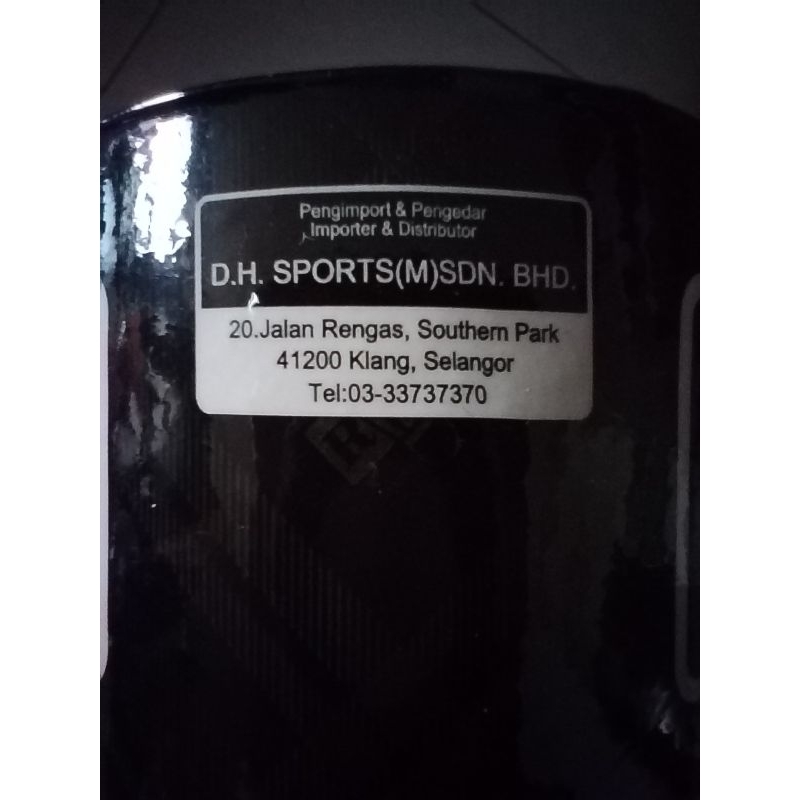 Pengimport & Pengedar
Importer & Distributor
D.H. SPORTS(M)SDN. BHD.
20.Jalan Rengas, Southern Park
41200 Klang, Selangor
Tel:03-33737370